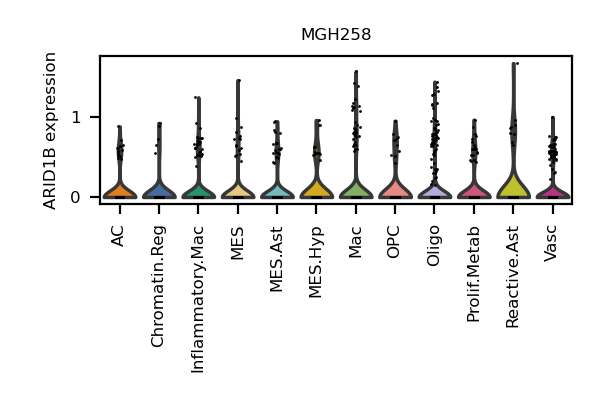 MGH258
ARID1B expression
1
0
AC
Chromatin.Reg
Inflammatory.Mac
MES
MES.Ast
MES.Hyp
Mac
OPC
Oligo
Prolif.Metab
Reactive.Ast
Vasc